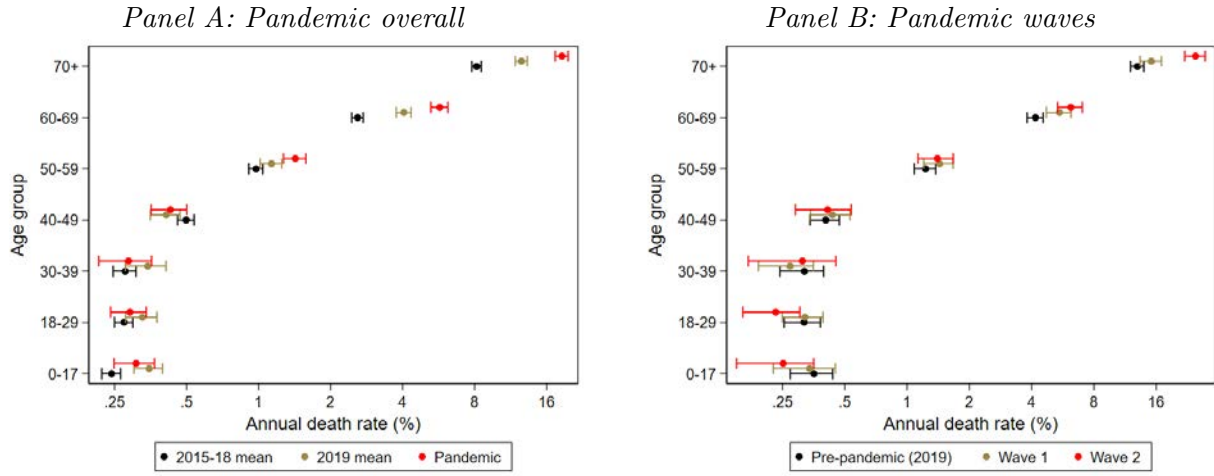 Panel A: Pandemic overall
70+
60-69
50-59
40-49
30-39
18-29
0-17
Age group
.25 .5 1 2 4 8 16
Annual death rate (%)
2015-18 mean 2019 mean Pandemic
Panel B: Pandemic waves
70+
60-69
50-59
40-49
30-39
18-29
0-17
Age group
.25 .5 1 2 4 8 16
Annual death rate (%)
Pre-pandemic (2019) Wave 1 Wave 2